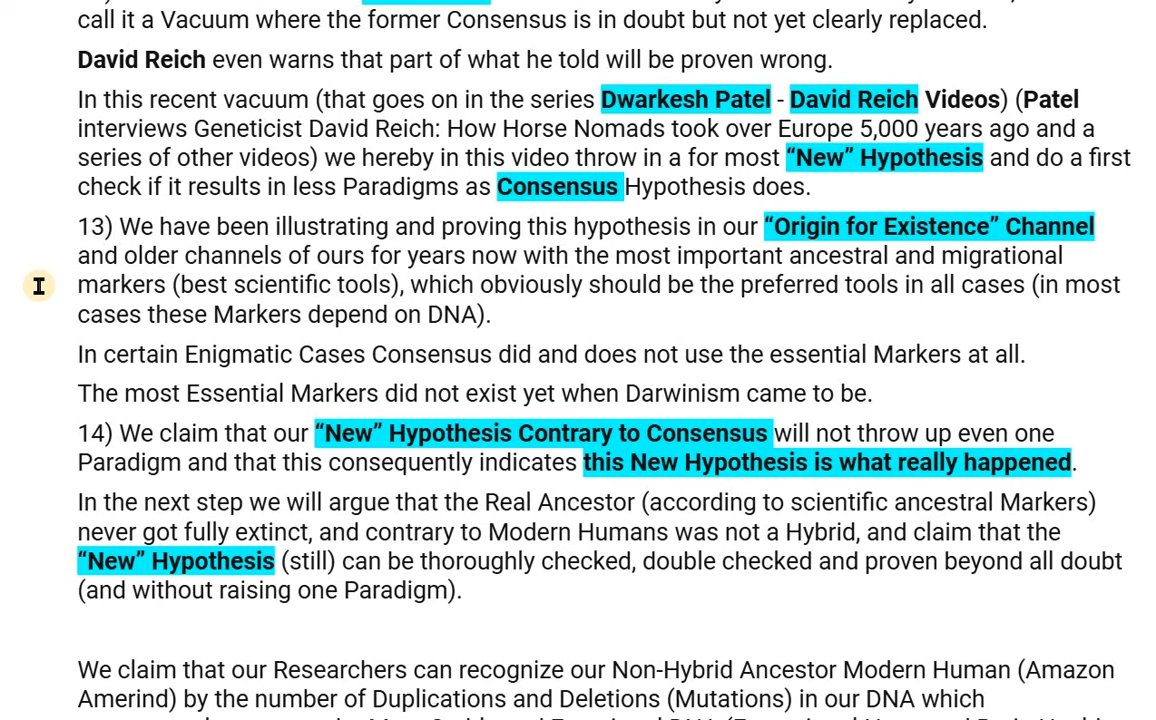 call it a Vacuum where the former Consensus is in doubt but not yet clearly replaced.
David Reich even warns that part of what he told will be proven wrong.
In this recent vacuum (that goes on in the series Dwarkesh Patel - David Reich Videos) (Patel
interviews Geneticist David Reich: How Horse Nomads took over Europe 5,000 years ago and a
series of other videos) we hereby in this video throw in a for most “New” Hypothesis and do a first
check if it results in less Paradigms as Consensus Hypothesis does.
13) We have been illustrating and proving this hypothesis in our “Origin for Existence” Channel
and older channels of ours for years now with the most important ancestral and migrational
markers (best scientific tools), which obviously should be the preferred tools in all cases (in most
cases these Markers depend on DNA).
In certain Enigmatic Cases Consensus did and does not use the essential Markers at all.
The most Essential Markers did not exist yet when Darwinism came to be.
14) We claim that our “New” Hypothesis Contrary to Consensus will not throw up even one
Paradigm and that this consequently indicates this New Hypothesis is what really happened.
In the next step we will argue that the Real Ancestor (according to scientific ancestral Markers)
never got fully extinct, and contrary to Modern Humans was not a Hybrid, and claim that the
“New” Hypothesis (still) can be thoroughly checked, double checked and proven beyond all doubt
(and without raising one Paradigm).
We claim that our Researchers can recognize our Non-Hybrid Ancestor Modern Human (Amazon
Amerind) by the number of Duplications and Deletions (Mutations) in our DNA which